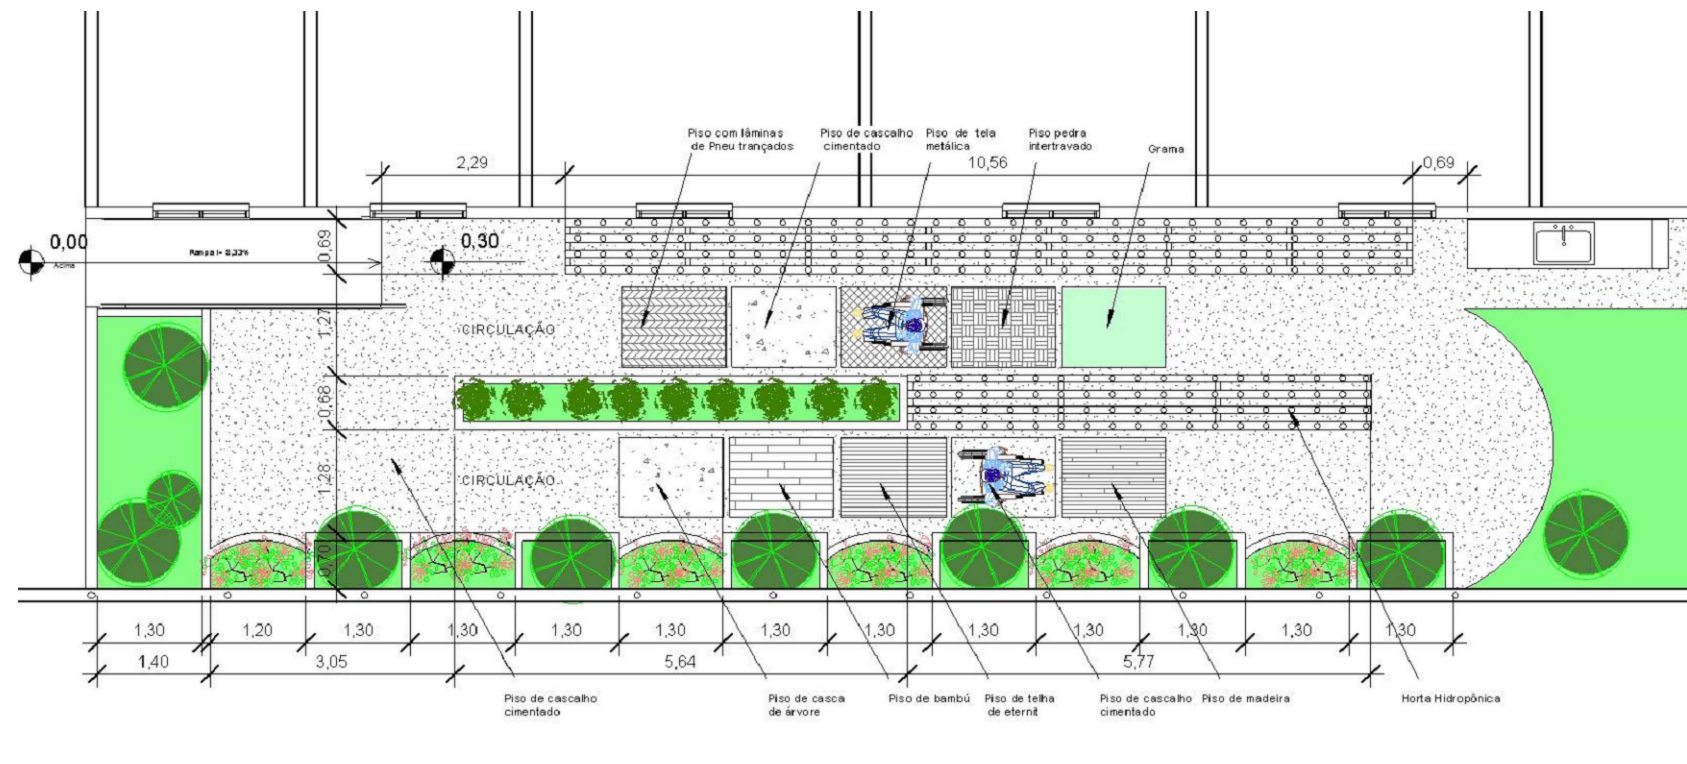 Piso com lâminas
de Pneu trançados
Piso de cascalho
cimentado
Piso de tela
metálica
Piso pedra
intertravado
Grama
2,29
10,56
0,69
0,00
Acima
Rampa i= 8,33%
0,69
0,30
1,27
CIRCULAÇÃO
0,68
1,28
CIRCULAÇÃO
0,70
1,30
1,20
1,30
1,30
1,30
1,30
1,30
1,30
1,30
1,30
1,30
1,30
1,30
1,40
3,05
5,64
5,77
Piso de cascalho
cimentado
Piso de casca
de árvore
Piso de bambú
Piso de telha
de eternit
Piso de cascalho
cimentado
Piso de madeira
Horta Hidropônica